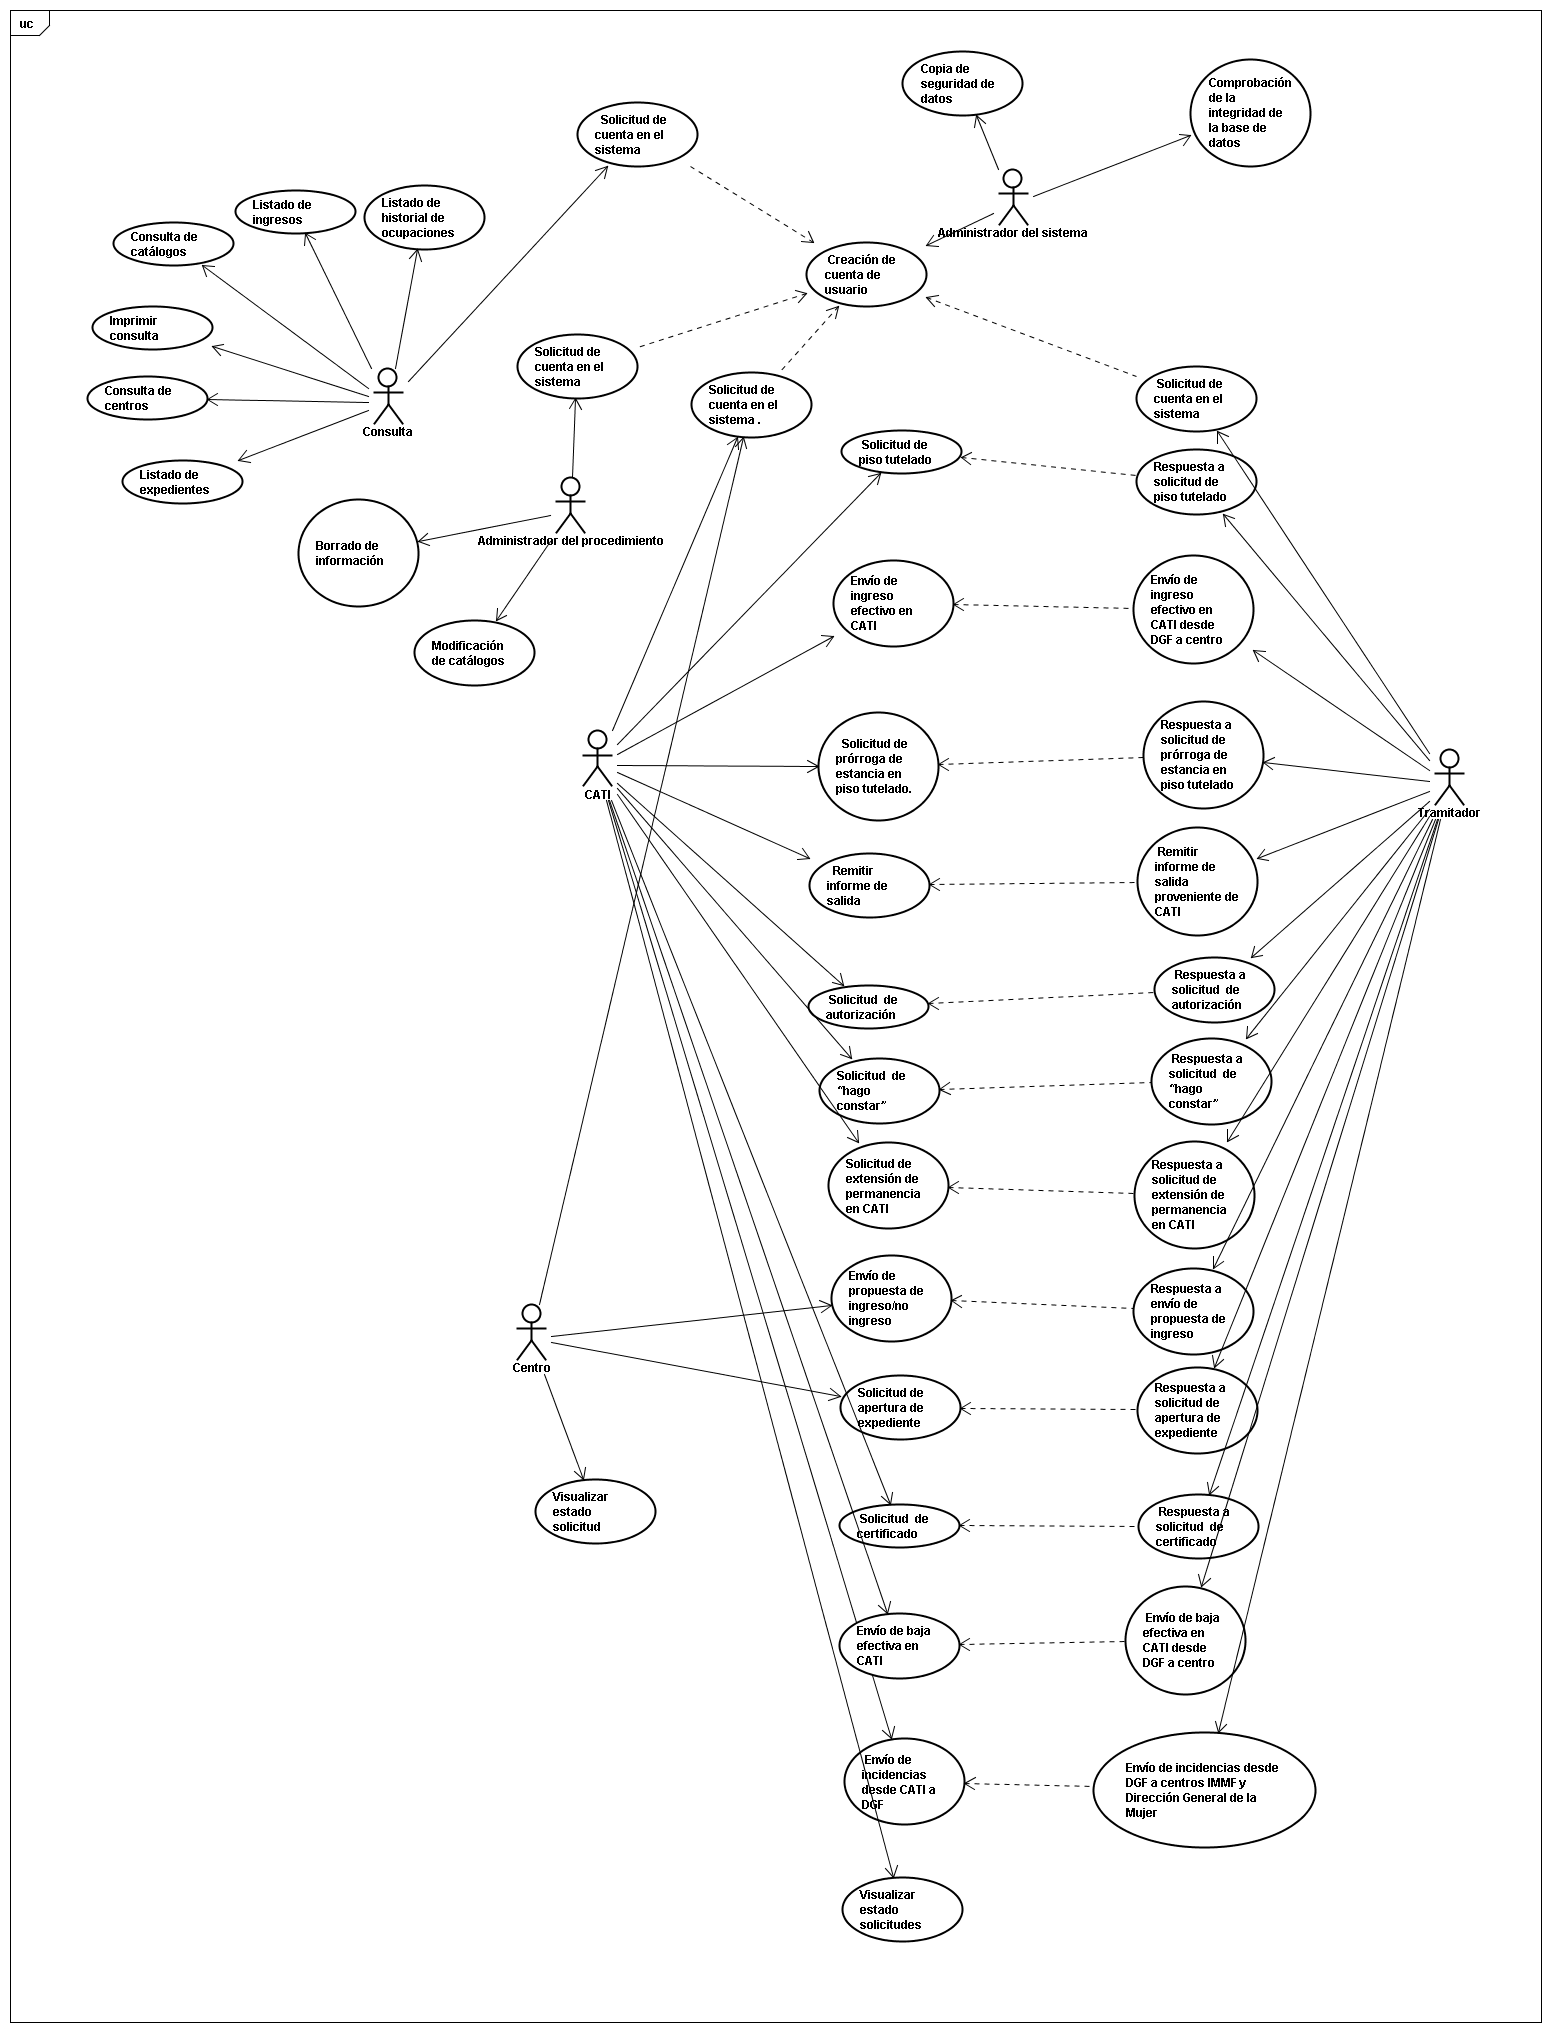 uc
Copia de
seguridad de
datos
Comprobación
de la
integridad de
la base de
datos
Solicitud de
cuenta en el
sistema
Listado de
ingresos
Listado de
historial de
ocupaciones
Consulta de
catálogos
Administrador del sistema
Creación de
cuenta de
usuario
Imprimir
consulta
Consulta de
centros
Consulta
Listado de
expedientes
Solicitud de
cuenta en el
sistema
Solicitud de
cuenta en el
sistema .
Solicitud de
cuenta en el
sistema
Solicitud de
piso tutelado
Respuesta a
solicitud de
piso tutelado
Borrado de
información
Administrador del procedimiento
Modificación
de catálogos
Envío de
ingreso
efectivo en
CATI
Envío de
ingreso
efectivo en
CATI desde
DGF a centro
CATI
Solicitud de
prórroga de
estancia en
piso tutelado.
Respuesta a
solicitud de
prórroga de
estancia en
piso tutelado
Tramitador
Remitir
informe de
salida
Remitir
informe de
salida
proveniente de
CATI
Solicitud  de
autorización
Respuesta a
solicitud  de
autorización
Solicitud  de
“hago
constar”
Respuesta a
solicitud  de
“hago
constar”
Solicitud de
extensión de
permanencia
en CATI
Respuesta a
solicitud de
extensión de
permanencia
en CATI
Envío de
propuesta de
ingreso/no
ingreso
Respuesta a
envío de
propuesta de
ingreso
Centro
Solicitud de
apertura de
expediente
Respuesta a
solicitud de
apertura de
expediente
Visualizar
estado
solicitud
Solicitud  de
certificado
Respuesta a
solicitud  de
certificado
Envío de baja
efectiva en
CATI
Envío de baja
efectiva en
CATI desde
DGF a centro
Envío de
incidencias
desde CATI a
DGF
Envío de incidencias desde
DGF a centros IMMF y
Dirección General de la
Mujer
Visualizar
estado
solicitudes